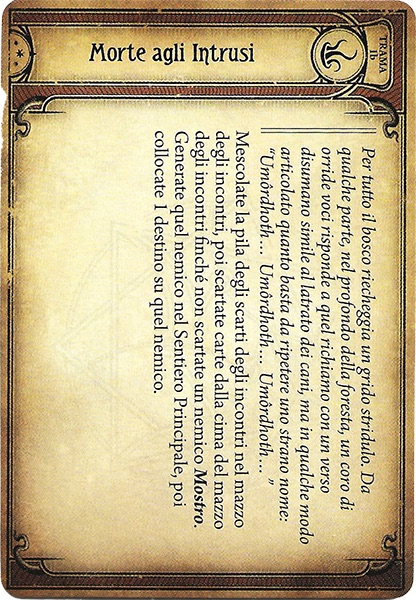 TRAMA
1b
Morte agli Intrusi
Per tutto il bosco riecheggia un grido stridulo. Da
qualche parte, nel profondo della foresta, un coro di
orride voci risponde a quel richiamo con un verso
disumano simile al latrato dei cani, ma in qualche modo
articolato quanto basta da ripetere uno strano nome:
“Umôrdhoth… Umôrdhoth… Umôrdhoth…”
Mescolate la pila degli scarti degli incontri nel mazzo
degli incontri, poi scartate carte dalla cima del mazzo
degli incontri finché non scartate un nemico Mostro.
Generate quel nemico nel Sentiero Principale, poi
collocate 1 destino su quel nemico.